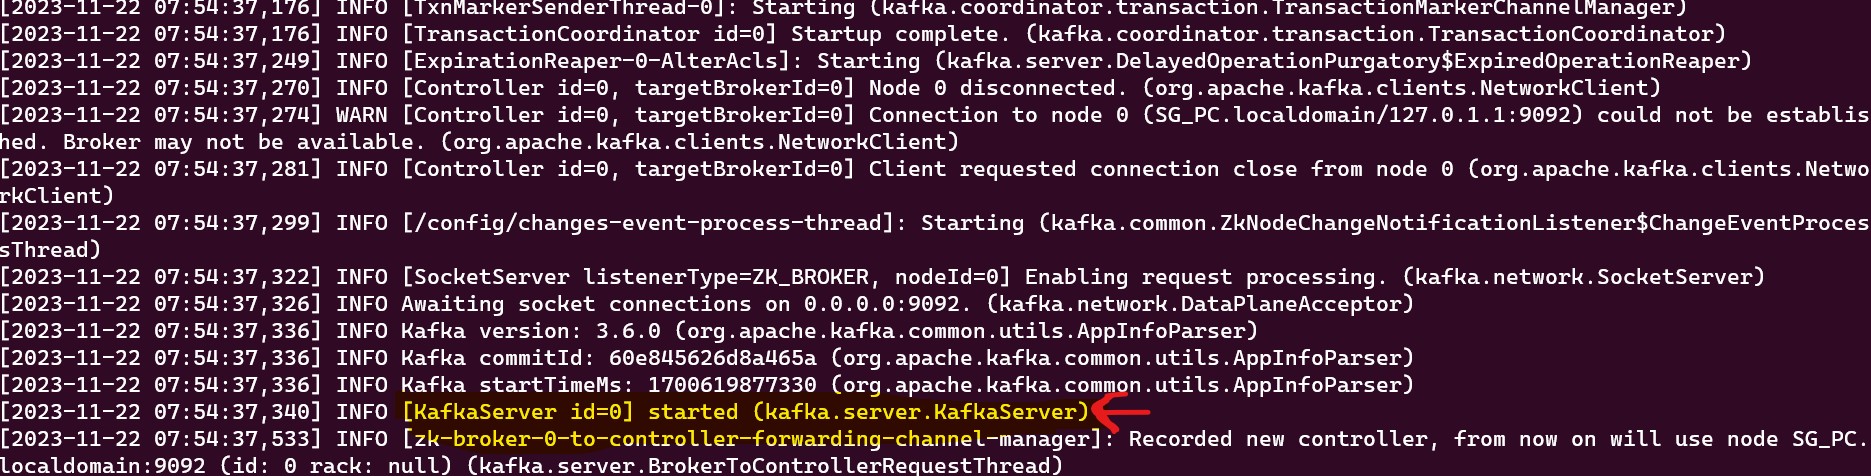 [2023-11-22 07:54:37,176] INFO [TxnMarkerSenderThread-0]: Starting (kafka.coordinator.transaction.TransactionMarkerChannelManager)
[2023-11-22 07:54:37,176] INFO [TransactionCoordinator id=0] Startup complete. (kafka.coordinator.transaction.TransactionCoordinator)
[2023-11-22 07:54:37,249] INFO [ExpirationReaper-0-AlterAcls]: Starting (kafka.server.DelayedOperationPurgatory$ExpiredOperationReaper)
[2023-11-22 07:54:37,270] INFO [Controller id=0, targetBrokerId=0] Node 0 disconnected. (org.apache.kafka.clients.NetworkClient)
[2023-11-22 07:54:37,274] WARN [Controller id=0, targetBrokerId=0] Connection to node 0 (SG_PC.localdomain/127.0.1.1:9092) could not be establis
hed. Broker may not be available. (org.apache.kafka.clients.NetworkClient)
[2023-11-22 07:54:37,281] INFO [Controller id=0, targetBrokerId=0] Client requested connection close from node 0 (org.apache.kafka.clients.Netwo
rkClient)
[2023-11-22 07:54:37,299] INFO [/config/changes-event-process-thread]: Starting (kafka.common.ZkNodeChangeNotificationListener$ChangeEventProces
sThread)
[2023-11-22 07:54:37,322] INFO [SocketServer listenerType=ZK_BROKER, nodeId=0] Enabling request processing. (kafka.network.SocketServer)
[2023-11-22 07:54:37,326] INFO Awaiting socket connections on 0.0.0.0:9092. (kafka.network.DataPlaneAcceptor)
[2023-11-22 07:54:37,336] INFO Kafka version: 3.6.0 (org.apache.kafka.common.utils.AppInfoParser)
[2023-11-22 07:54:37,336] INFO Kafka commitId: 60e845626d8a465a (org.apache.kafka.common.utils.AppInfoParser)
[2023-11-22 07:54:37,336] INFO Kafka startTimeMs: 1700619877330 (org.apache.kafka.common.utils.AppInfoParser)
[2023-11-22 07:54:37,340] INFO [KafkaServer id=0] started (kafka.server.KafkaServer)
[2023-11-22 07:54:37,533] INFO [zk-broker-0-to-controller-forwarding-channel-manager]: Recorded new controller, from now on will use node SG_PC.
localdomain:9092 (id: 0 rack: null) (kafka.server.BrokerToControllerRequestThread)